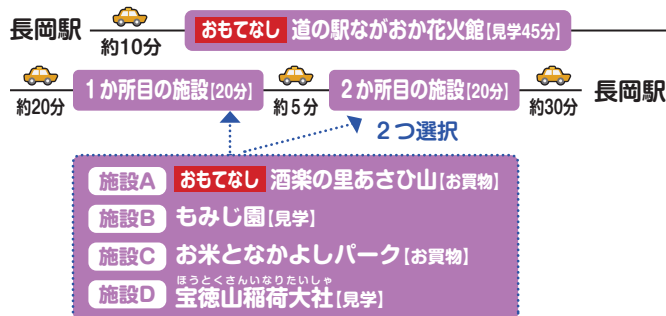 長岡駅 約10分 おもてなし 道の駅ながおか花火館[見学45分]
約20分 1か所目の施設[20分] 約5分 2か所目の施設[20分] 約30分 長岡駅
2つ選択
施設A おもてなし 酒楽の里あさひ山[お買物]
施設B もみじ園[見学]
施設C お米となかよしパーク[お買物]
ほうとくさんいなりたいしゃ
施設D 宝徳山稲荷大社[見学]